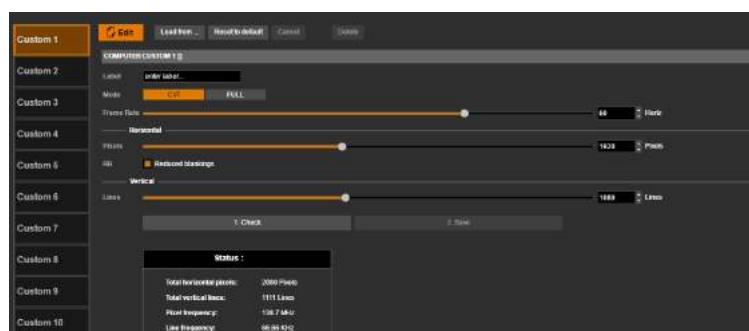 Custom 1
Custom 2
Custom 3
Custom 4
Custom 5
Custom 6
Custom 7
Custom 8
Custom 9
Custom 10
Edit Load from ... Reset to default Cancel Delete
COMPUTER CUSTOM 1 []
Label enter label...
Mode CVT FULL
Frame Rate 60 Hertz
Horizontal
Pixels 1920 Pixels
RB Reduced blankings
Vertical
Lines 1080 Lines
1. Check 2. Save
Status :
Total horizontal pixels: 2080 Pixels
Total vertical lines: 1111 Lines
Pixel frequency: 138.7 MHz
Line frequency: 66.66 KHz